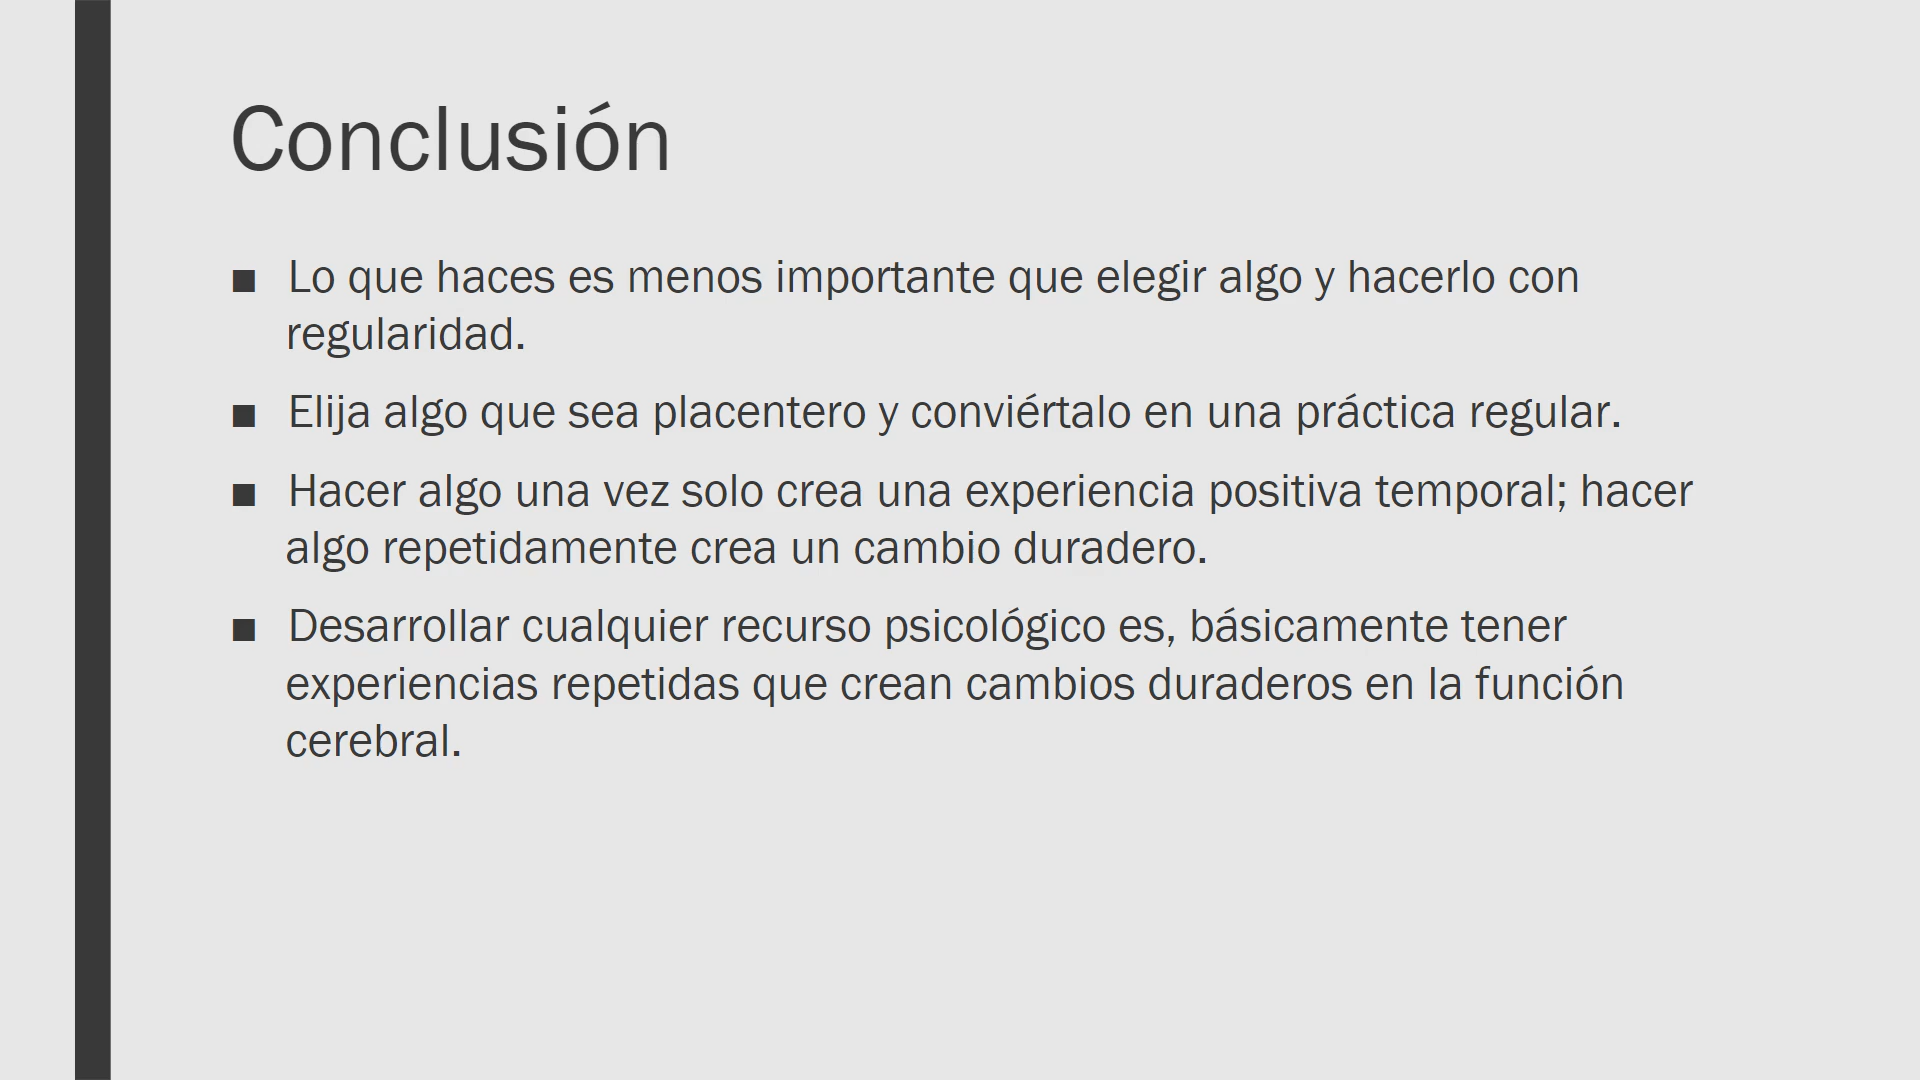 Conclusión
■ Lo que haces es menos importante que elegir algo y hacerlo con
regularidad.
■ Elija algo que sea placentero y conviértalo en una práctica regular.
■ Hacer algo una vez solo crea una experiencia positiva temporal; hacer
algo repetidamente crea un cambio duradero.
■ Desarrollar cualquier recurso psicológico es, básicamente tener
experiencias repetidas que crean cambios duraderos en la función
cerebral.